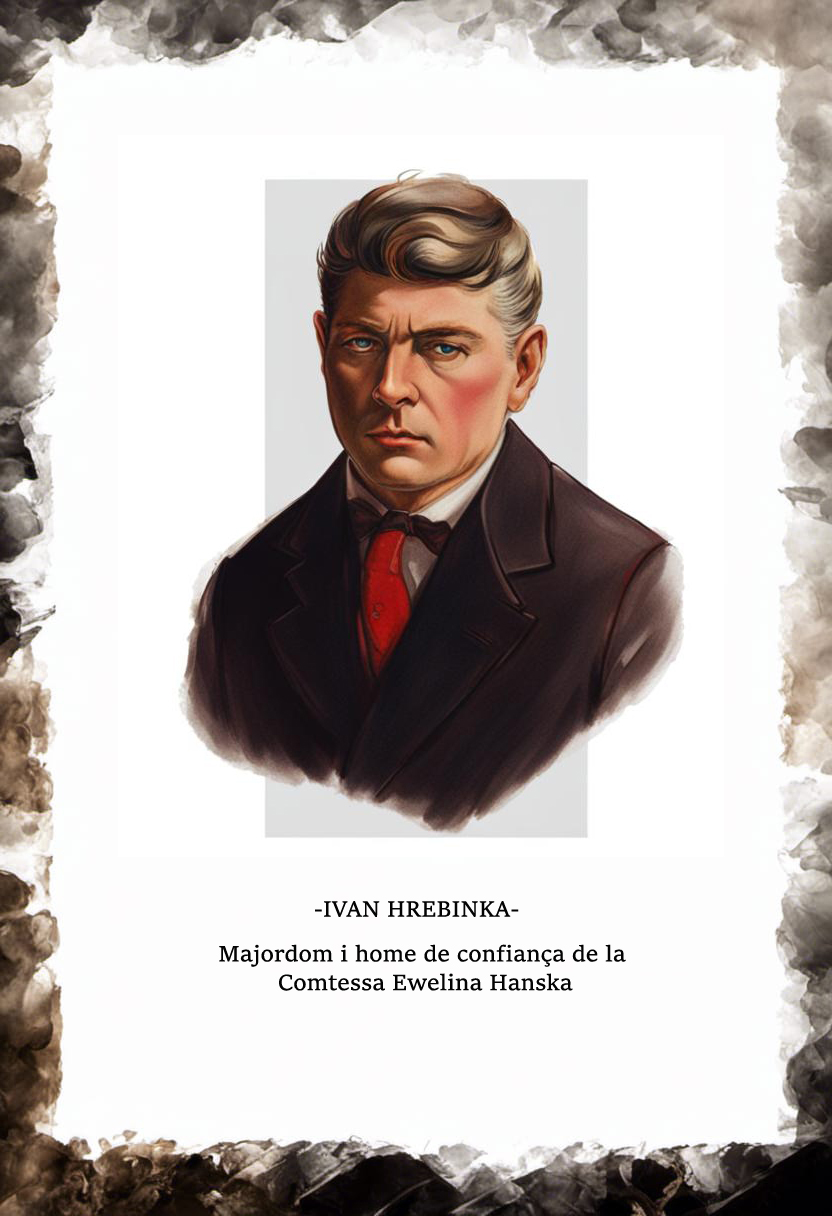 -IVAN HREBINKA-
Majordom i home de confiança de la
Comtessa Ewelina Hanska